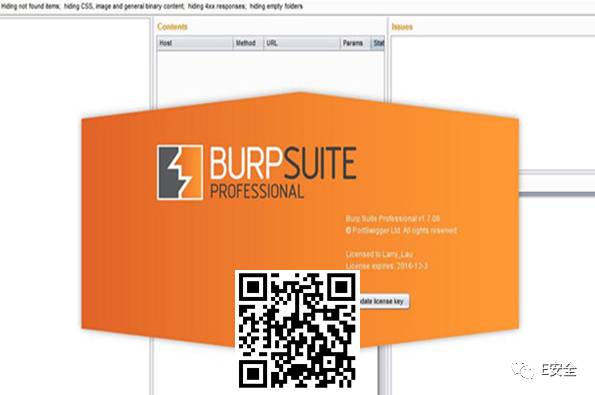 Hiding not found items; hiding CSS, image and general binary content; hiding 4xx responses; hiding empty folders
Contents
Issues
Host Method URL Params Stat
BURPSUITE
PROFESSIONAL
Burp Suite Professional v1.7.08
© PortSwigger Ltd. All rights reserved
Licensed to Larry_Lau
License expires: 2016-12-3
date license key
E安全